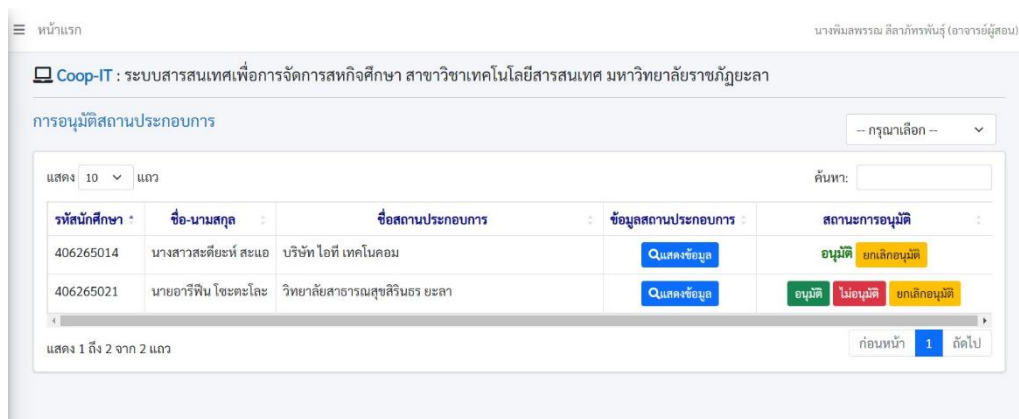 หน้าแรก นางพิมลพรรณ ลีลาภัทรพันธุ์ (อาจารย์ผู้สอน)
Coop-IT : ระบบสารสนเทศเพื่อการจัดการสหกิจศึกษา สาขาวิชาเทคโนโลยีสารสนเทศ มหาวิทยาลัยราชภัฏยะลา
การอนุมัติสถานประกอบการ -- กรุณาเลือก --
แสดง 10 แถว ค้นหา:
รหัสนักศึกษา ชื่อ-นามสกุล ชื่อสถานประกอบการ ข้อมูลสถานประกอบการ สถานะการอนุมัติ
406265014 นางสาวสะดียะห์ สะแอ บริษัท ไอที เทคโนคอม แสดงข้อมูล อนุมัติ ยกเลิกอนุมัติ
406265021 นายอารีฟีน โซะตะโละ วิทยาลัยสาธารณสุขสิรินธร ยะลา แสดงข้อมูล อนุมัติ ไม่อนุมัติ ยกเลิกอนุมัติ
แสดง 1 ถึง 2 จาก 2 แถว ก่อนหน้า 1 ถัดไป